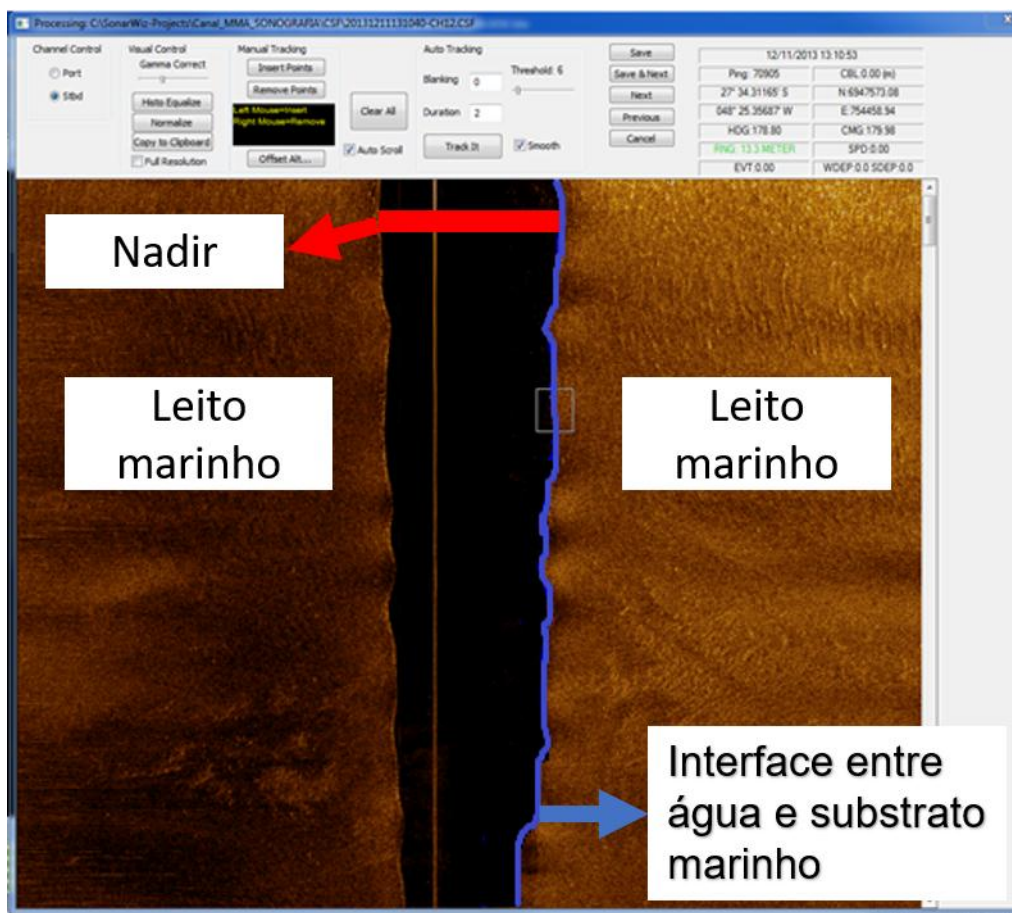 Processing: C:\SonarWiz-Projects\Canal_MMA_SONOGRAFIA\CSF\20131211131040-CH12.CSF
Channel Control
Port
Stbd
Visual Control
Gamma Correct
Histo Equalize
Normalize
Copy to Clipboard
Full Resolution
Manual Tracking
Insert Points
Remove Points
Left Mouse=Insert
Right Mouse=Remove
Offset Alt...
Clear All
Auto Scroll
Auto Tracking
Blanking 0
Threshold: 6
Duration 2
Track It
Smooth
Save
Save & Next
Next
Previous
Cancel
12/11/2013 13:10:53
Ping: 70905 CBL:0.00 (m)
27° 34.31165' S N:6947573.08
048° 25.35687' W E:754458.94
HDG:178.80 CMG:179.98
RNG: 13.3 METER SPD:0.00
EVT:0.00 WDEP:0.0 SDEP:0.0
Nadir
Leito
marinho
Leito
marinho
Interface entre
água e substrato
marinho